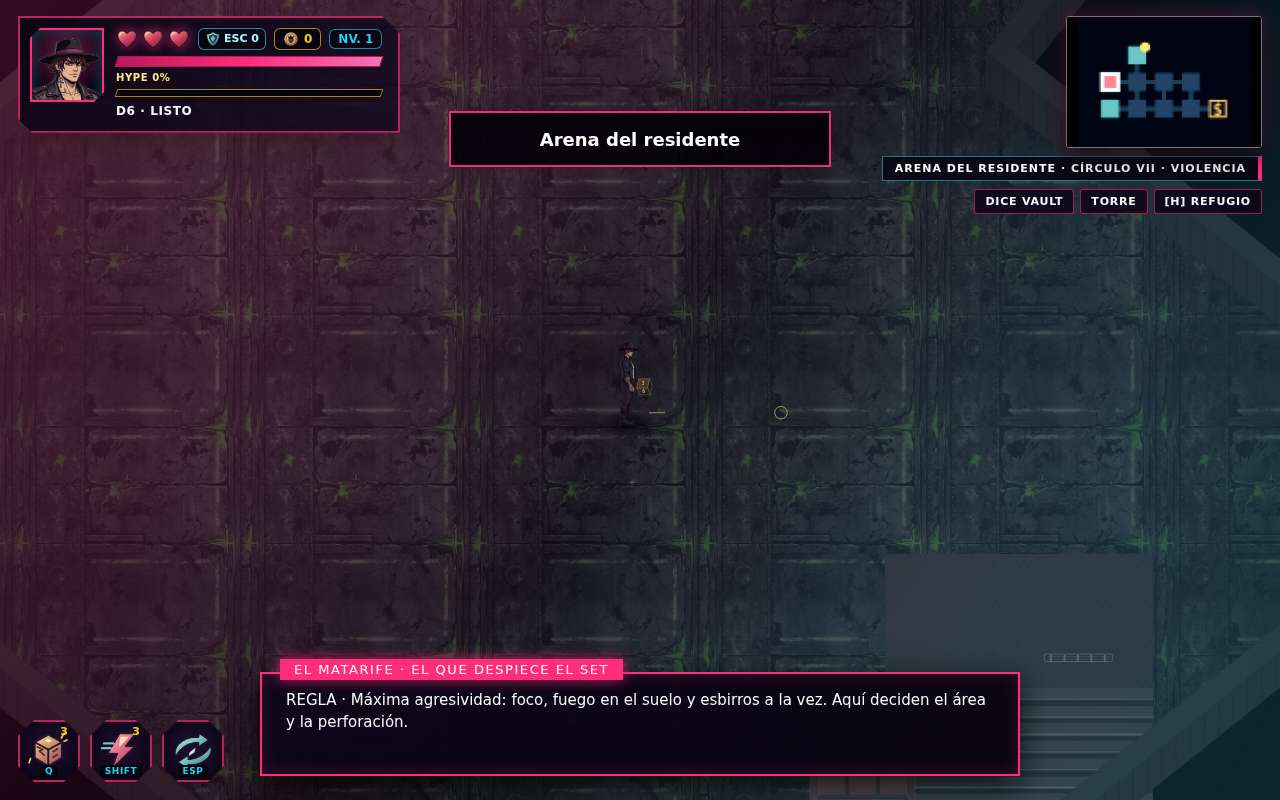 ESC 0
0
NV. 1
HYPE 0%
D6 · LISTO
Arena del residente
$
ARENA DEL RESIDENTE · CÍRCULO VII · VIOLENCIA
DICE VAULT
TORRE
[H] REFUGIO
EL MATARIFE · EL QUE DESPIECE EL SET
REGLA · Máxima agresividad: foco, fuego en el suelo y esbirros a la vez. Aquí deciden el área
y la perforación.
3
Q
3
SHIFT
ESP